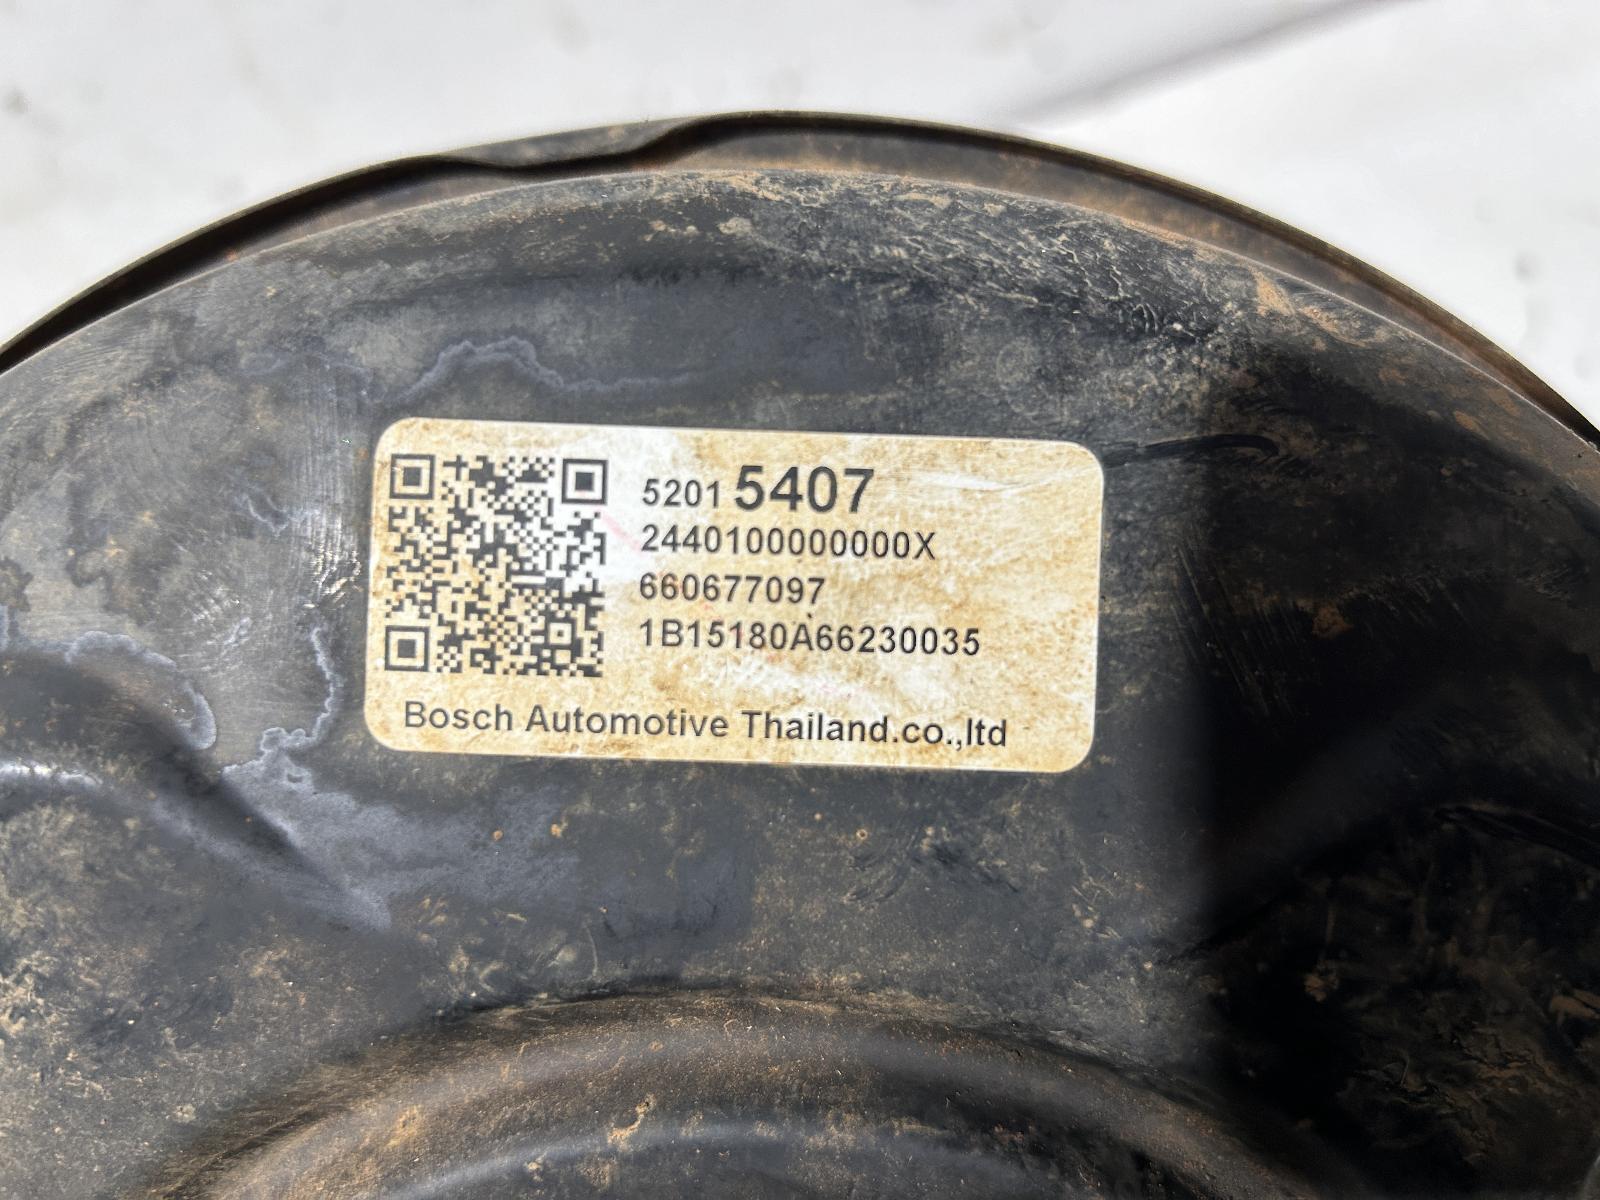 5201 5407
2440100000000X
660677097
1B15180A66230035
Bosch Automotive Thailand.co.,ltd